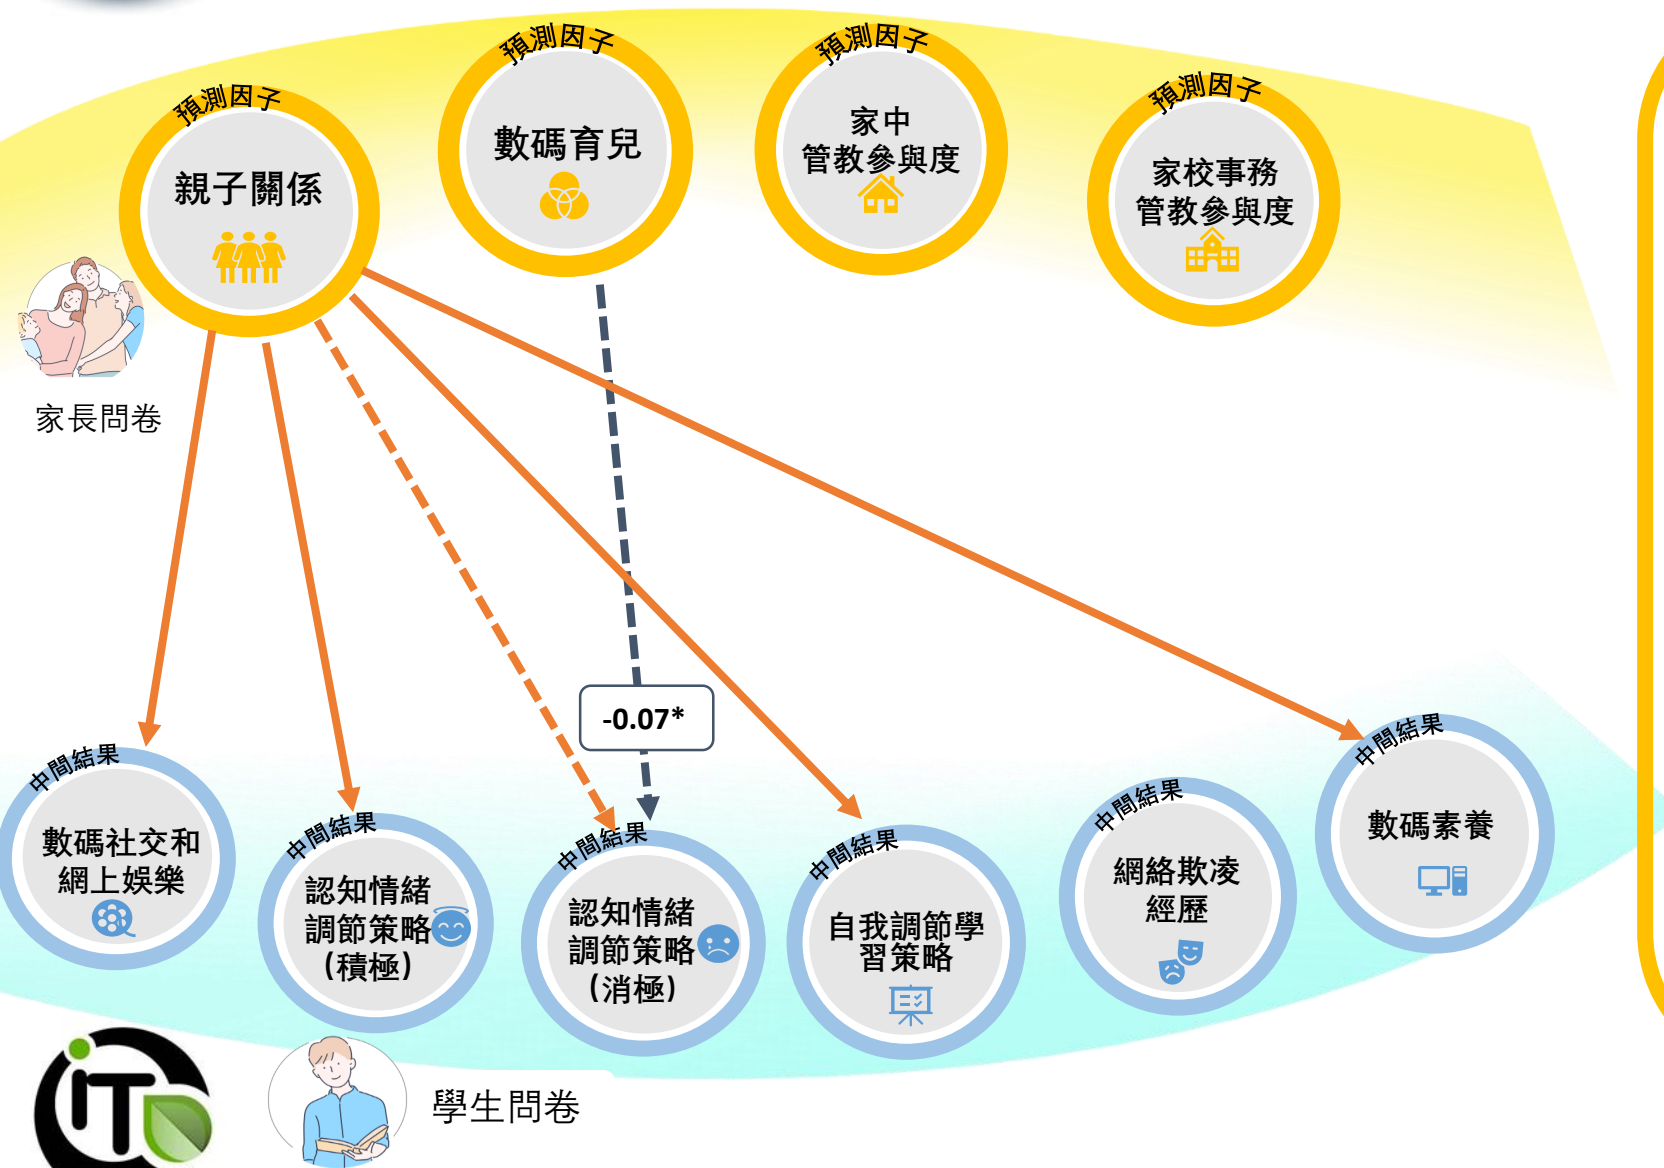 預測因子
親子關係
預測因子
數碼育兒
預測因子
家中
管教參與度
預測因子
家校事務
管教參與度
家長問卷
-0.07*
中間結果
數碼社交和
網上娛樂
中間結果
認知情緒
調節策略
(積極)
中間結果
認知情緒
調節策略
(消極)
中間結果
自我調節學
習策略
中間結果
網絡欺凌
經歷
中間結果
數碼素養
iT
學生問卷